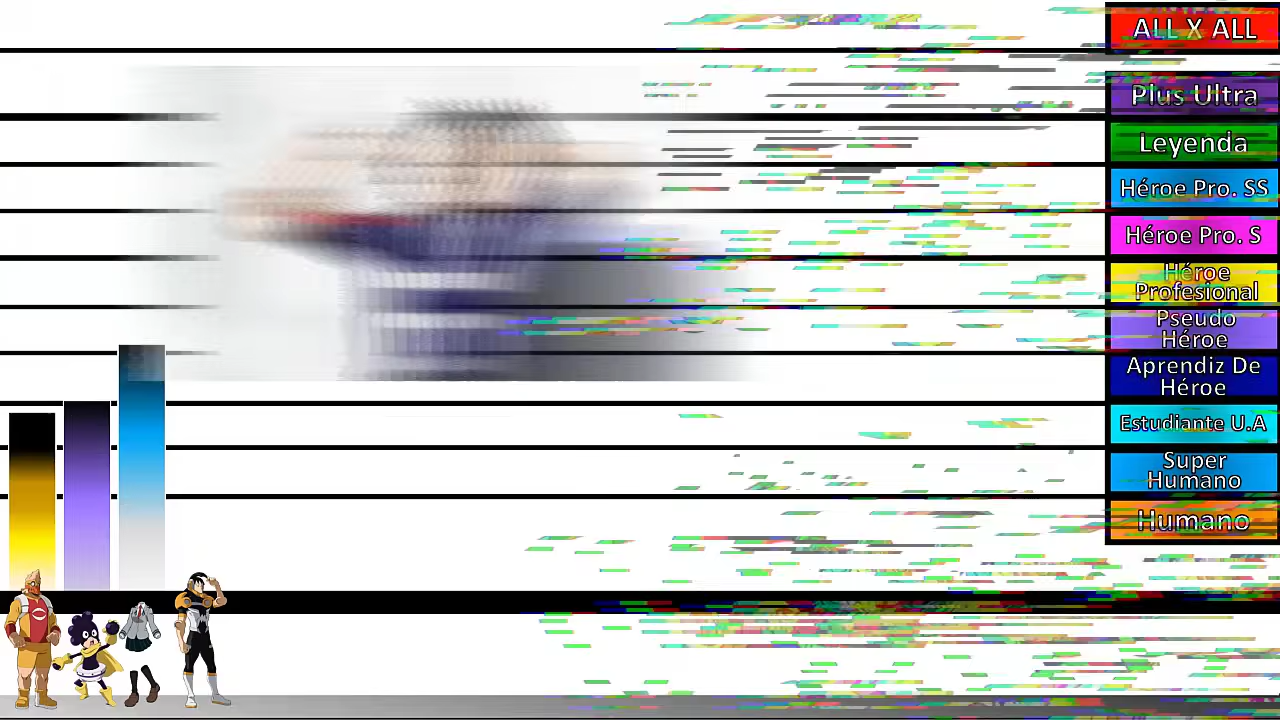 ALL X ALL
Plus Ultra
Leyenda
Héroe Pro. SS
Héroe Pro. S
Héroe
Profesional
Pseudo
Héroe
Aprendiz De
Héroe
Estudiante U.A
Super
Humano
Humano